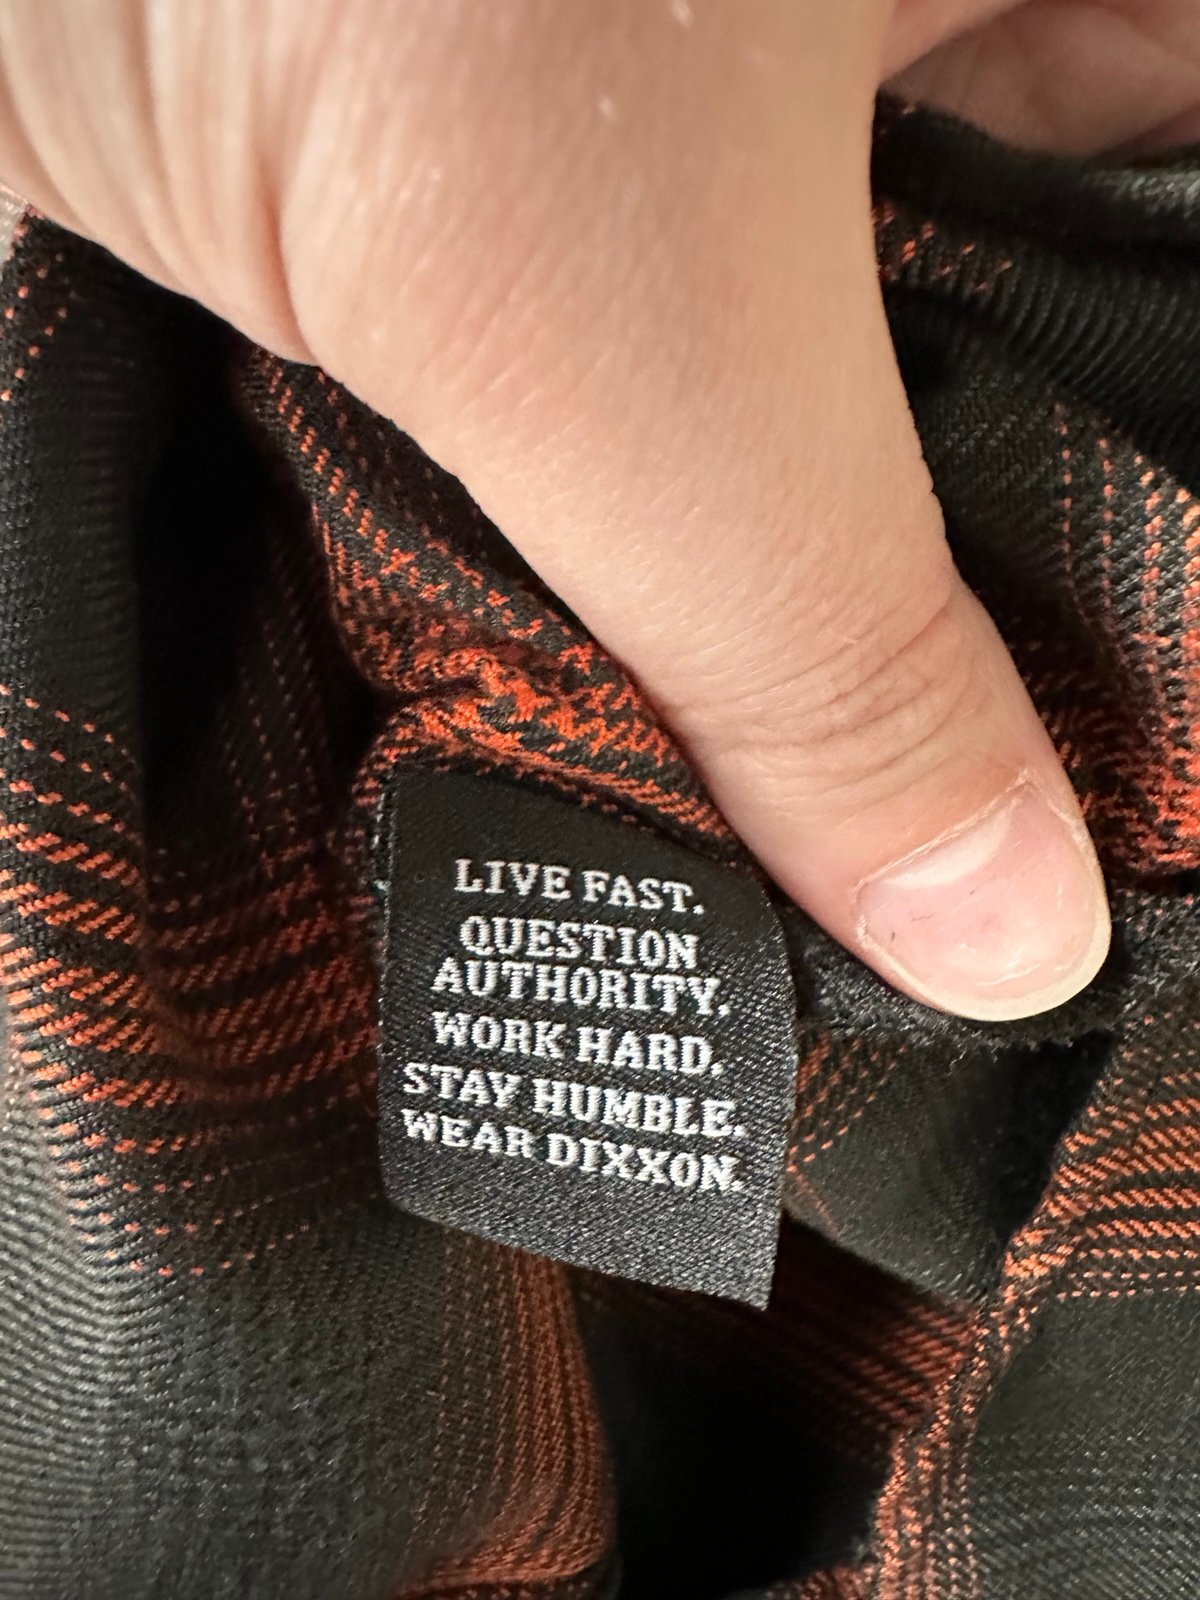 LIVE FAST.
QUESTION
AUTHORITY.
WORK HARD.
STAY HUMBLE.
WEAR DIXXON.